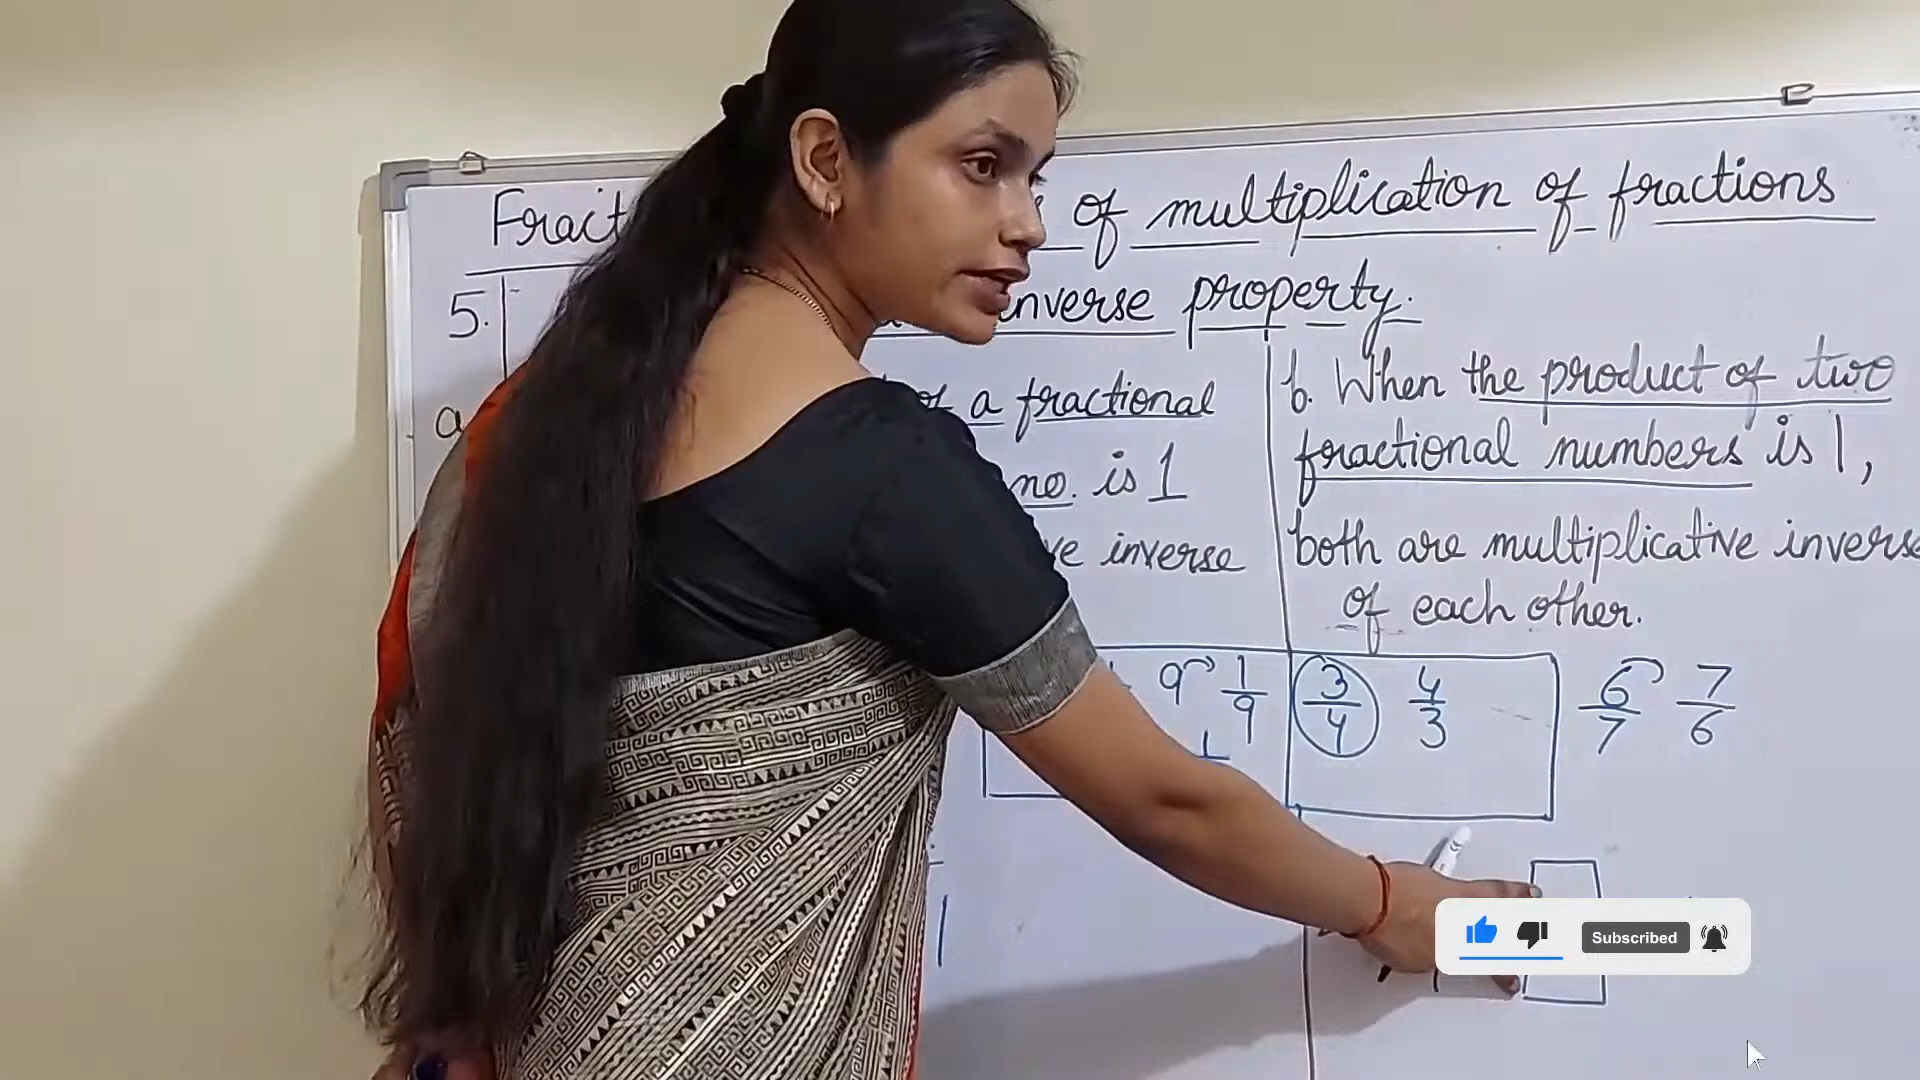 Fract of multiplication of fractions
5. inverse property.
a of a fractional
no. is 1
ve inverse
b. When the product of two
fractional numbers is 1,
both are multiplicative inverse
of each other.
9 1/9
3/4 4/3
6/7 7/6
1
Subscribed